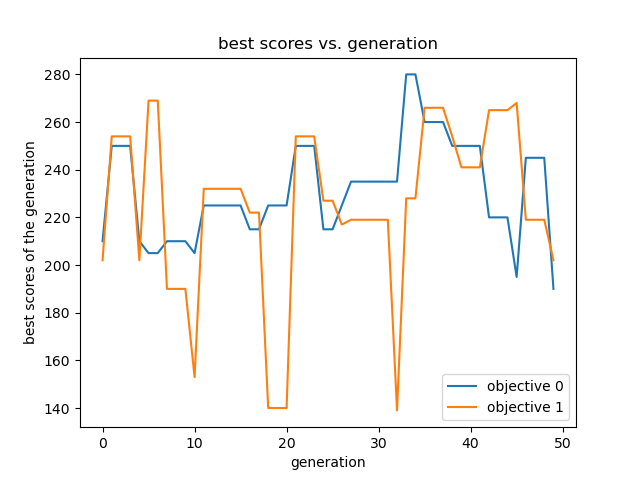 best scores vs. generation
best scores of the generation
280
260
240
220
200
180
160
140
0 10 20 30 40 50
generation
objective 0
objective 1